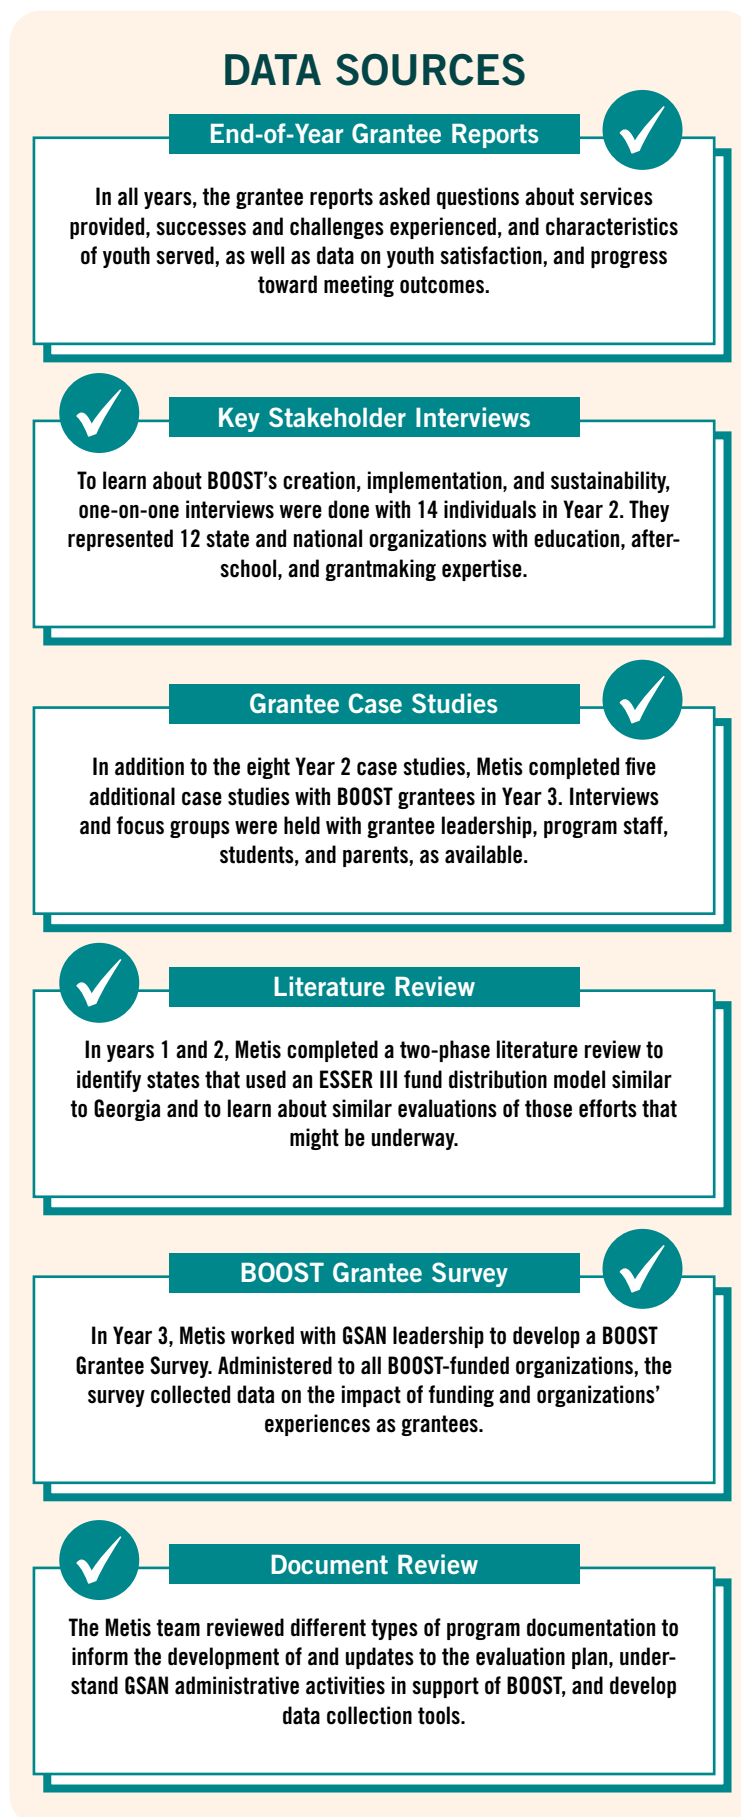 DATA SOURCES
End-of-Year Grantee Reports
In all years, the grantee reports asked questions about services
provided, successes and challenges experienced, and characteristics
of youth served, as well as data on youth satisfaction, and progress
toward meeting outcomes.
Key Stakeholder Interviews
To learn about BOOST's creation, implementation, and sustainability,
one-on-one interviews were done with 14 individuals in Year 2. They
represented 12 state and national organizations with education, after-
school, and grantmaking expertise.
Grantee Case Studies
In addition to the eight Year 2 case studies, Metis completed five
additional case studies with BOOST grantees in Year 3. Interviews
and focus groups were held with grantee leadership, program staff,
students, and parents, as available.
Literature Review
In years 1 and 2, Metis completed a two-phase literature review to
identify states that used an ESSER III fund distribution model similar
to Georgia and to learn about similar evaluations of those efforts that
might be underway.
BOOST Grantee Survey
In Year 3, Metis worked with GSAN leadership to develop a BOOST
Grantee Survey. Administered to all BOOST-funded organizations, the
survey collected data on the impact of funding and organizations'
experiences as grantees.
Document Review
The Metis team reviewed different types of program documentation to
inform the development of and updates to the evaluation plan, under-
stand GSAN administrative activities in support of BOOST, and develop
data collection tools.